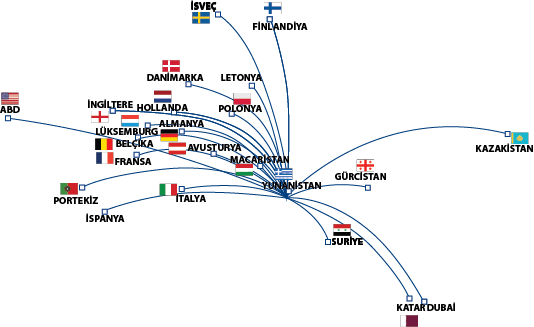 İSVEÇ
FİNLANDİYA
DANİMARKA
LETONYA
ABD
İNGİLTERE
HOLLANDA
POLONYA
LÜKSEMBURG
ALMANYA
BELÇİKA
AVUSTURYA
FRANSA
MACARİSTAN
KAZAKİSTAN
GÜRCİSTAN
YUNANİSTAN
PORTEKİZ
İTALYA
İSPANYA
SURİYE
KATAR
DUBAİ